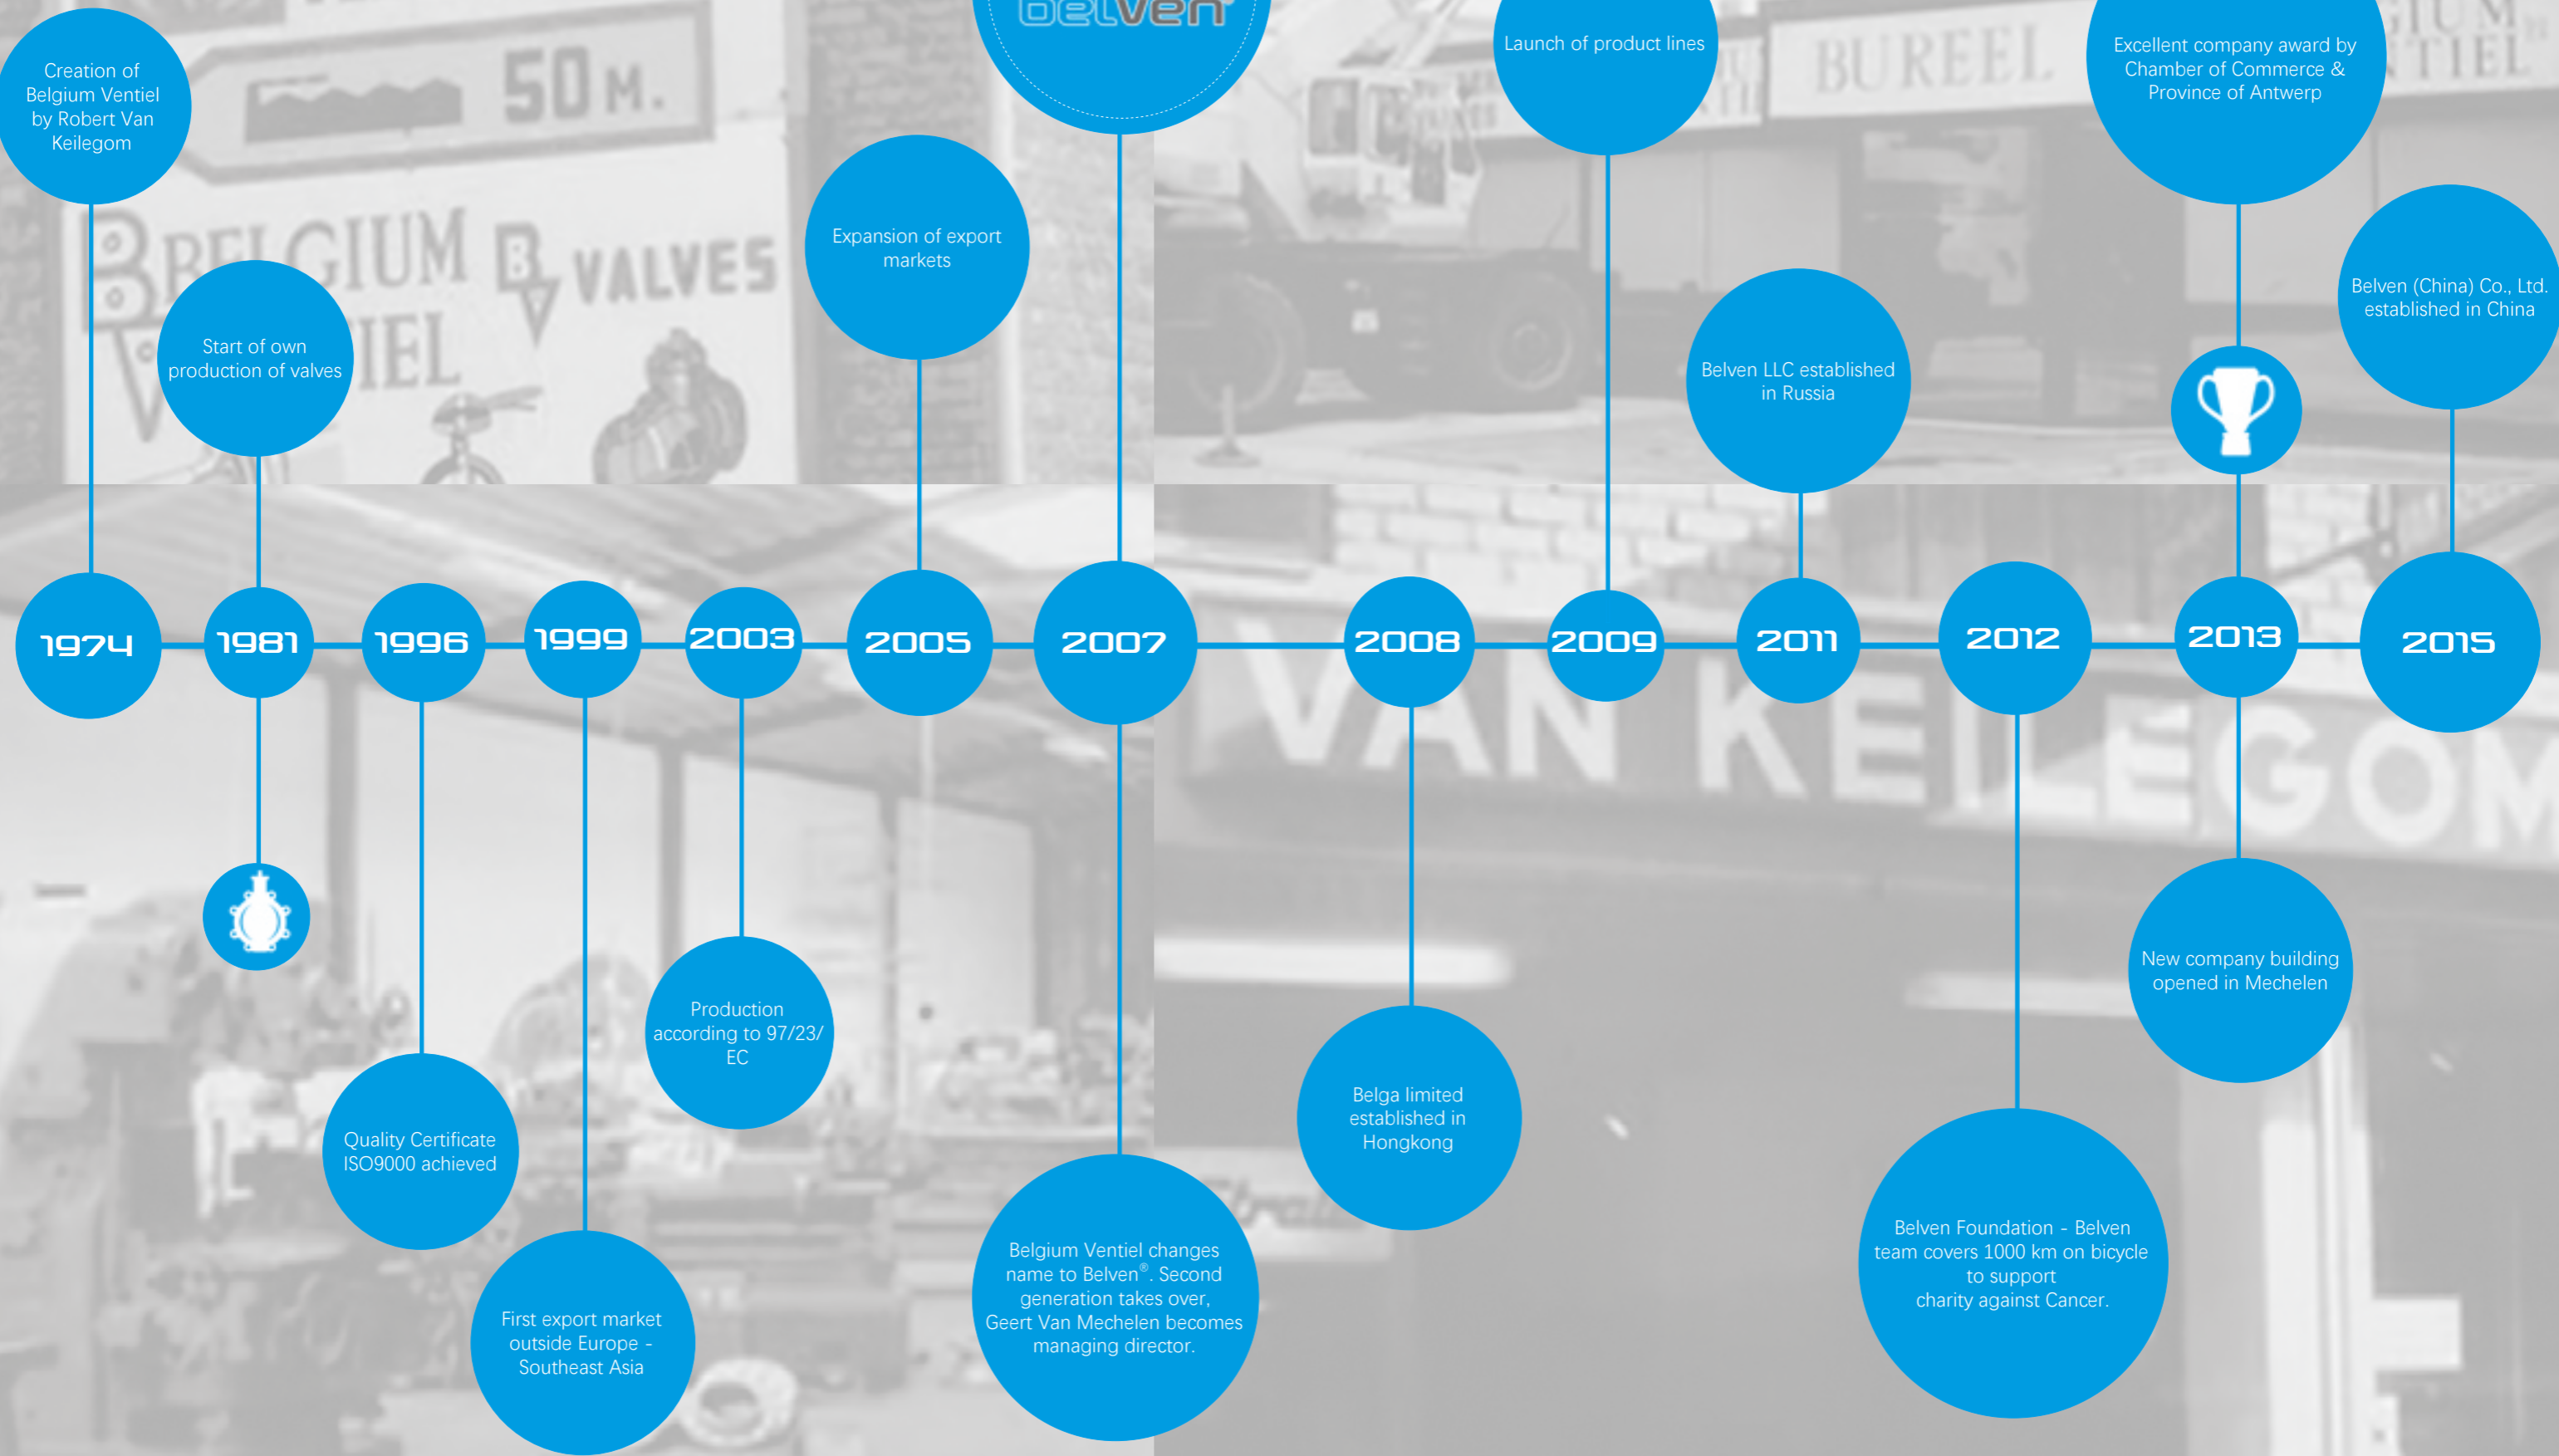 belven®
Launch of product lines
Excellent company award by
Chamber of Commerce &
Province of Antwerp
Creation of
Belgium Ventiel
by Robert Van
Keilegom
50 M.
BUREEL
BELGIUM
VALVES
Start of own
production of valves
Expansion of export
markets
Belven LLC established
in Russia
Belven (China) Co., Ltd.
established in China
1974
1981
1996
1999
2003
2005
2007
2008
2009
2011
2012
2013
2015
VAN KEILEGOM
Quality Certificate
ISO9000 achieved
First export market
outside Europe -
Southeast Asia
Production
according to 97/23/
EC
Belgium Ventiel changes
name to Belven®. Second
generation takes over,
Geert Van Mechelen becomes
managing director.
Belga limited
established in
Hongkong
Belven Foundation - Belven
team covers 1000 km on bicycle
to support
charity against Cancer.
New company building
opened in Mechelen